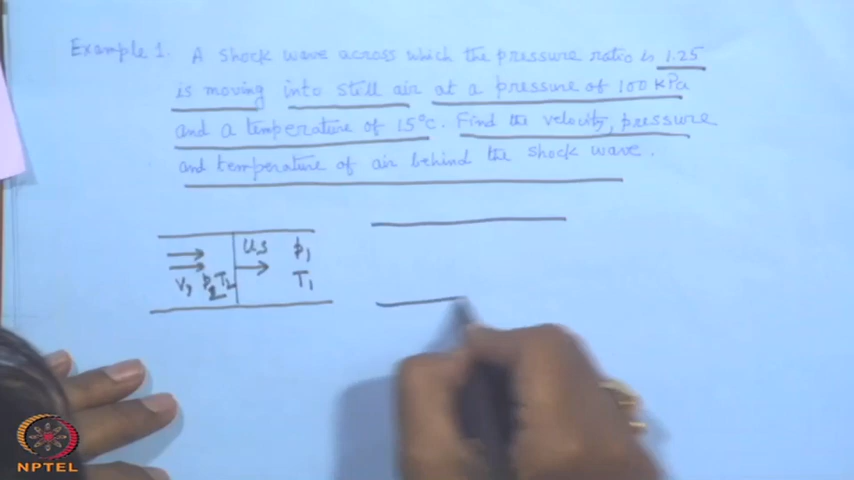 Example 1. A shock wave across which the pressure ratio is 1.25
is moving into still air at a pressure of 100 kPa
and a temperature of 15°C. Find the velocity, pressure
and temperature of air behind the shock wave.
Us p1
V, p2 T2 T1
NPTEL